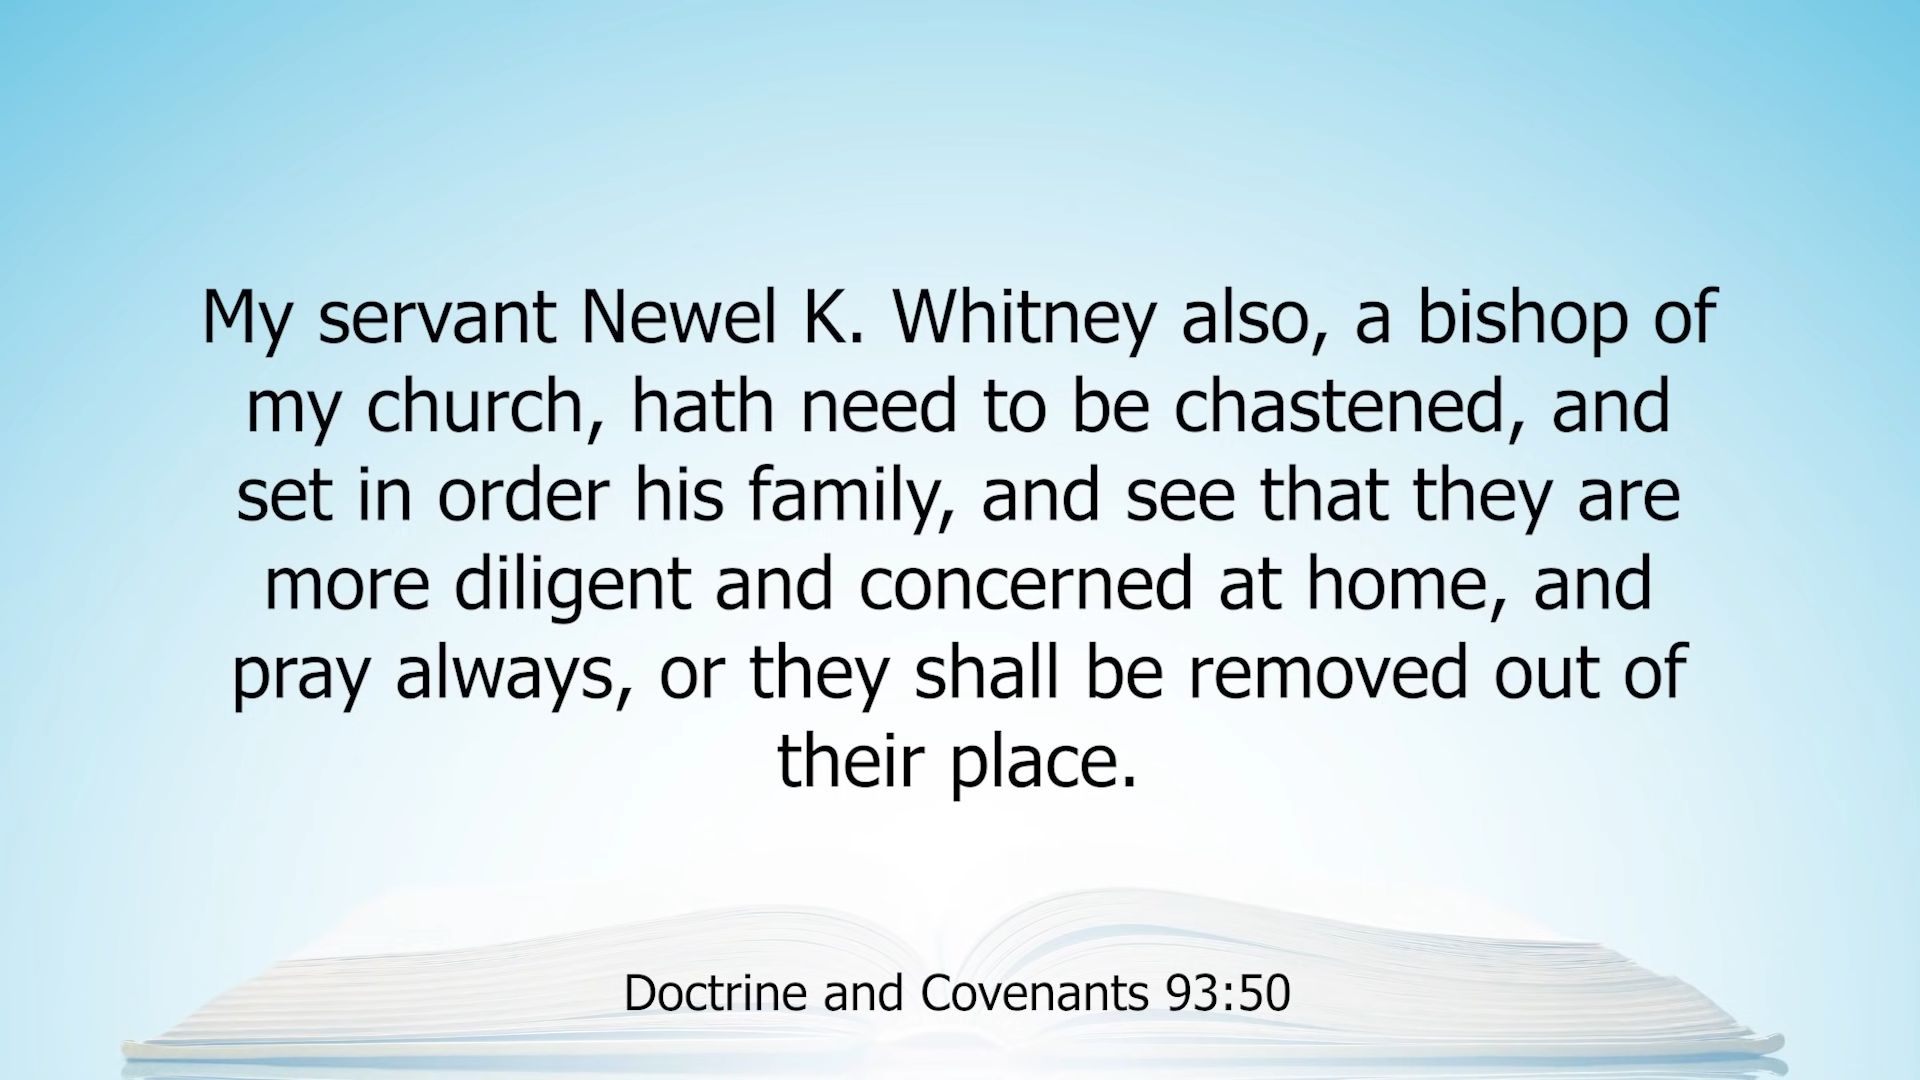 My servant Newel K. Whitney also, a bishop of
my church, hath need to be chastened, and
set in order his family, and see that they are
more diligent and concerned at home, and
pray always, or they shall be removed out of
their place.
Doctrine and Covenants 93:50